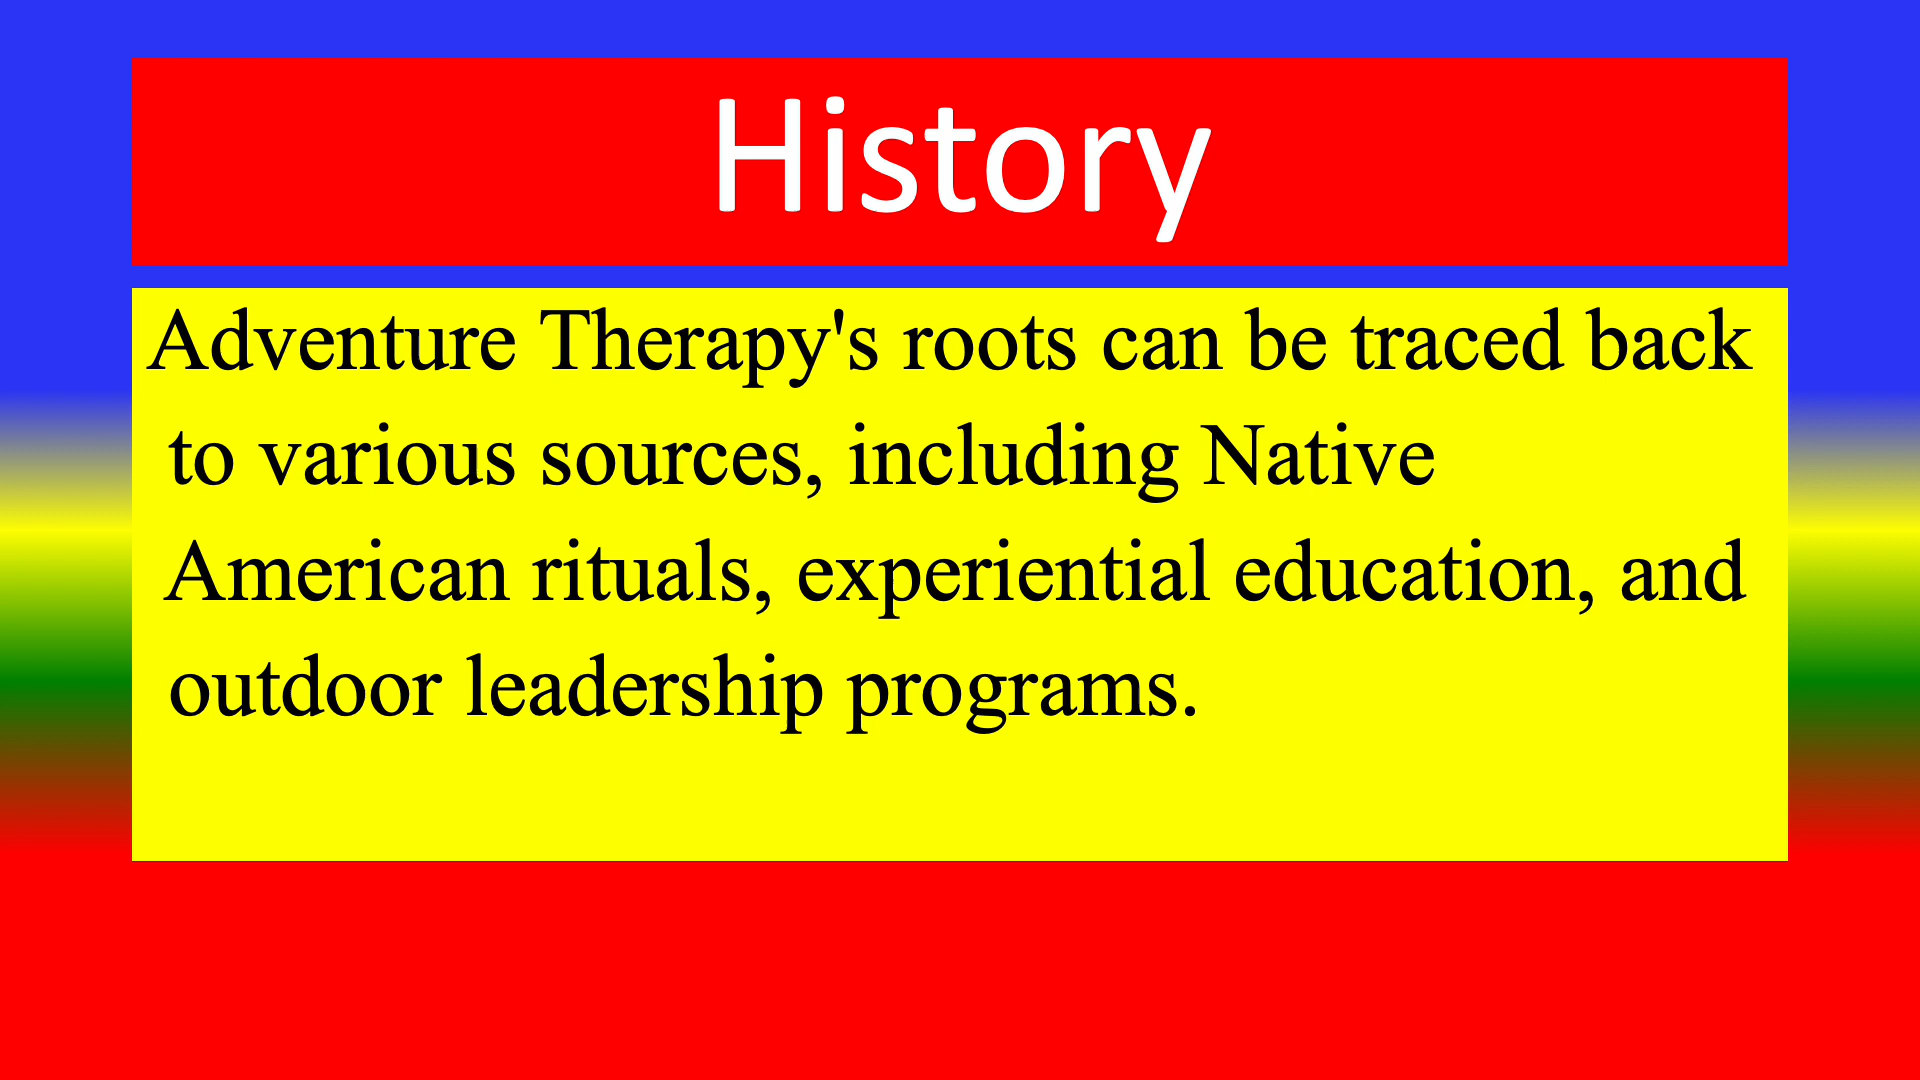 History
Adventure Therapy's roots can be traced back
to various sources, including Native
American rituals, experiential education, and
outdoor leadership programs.